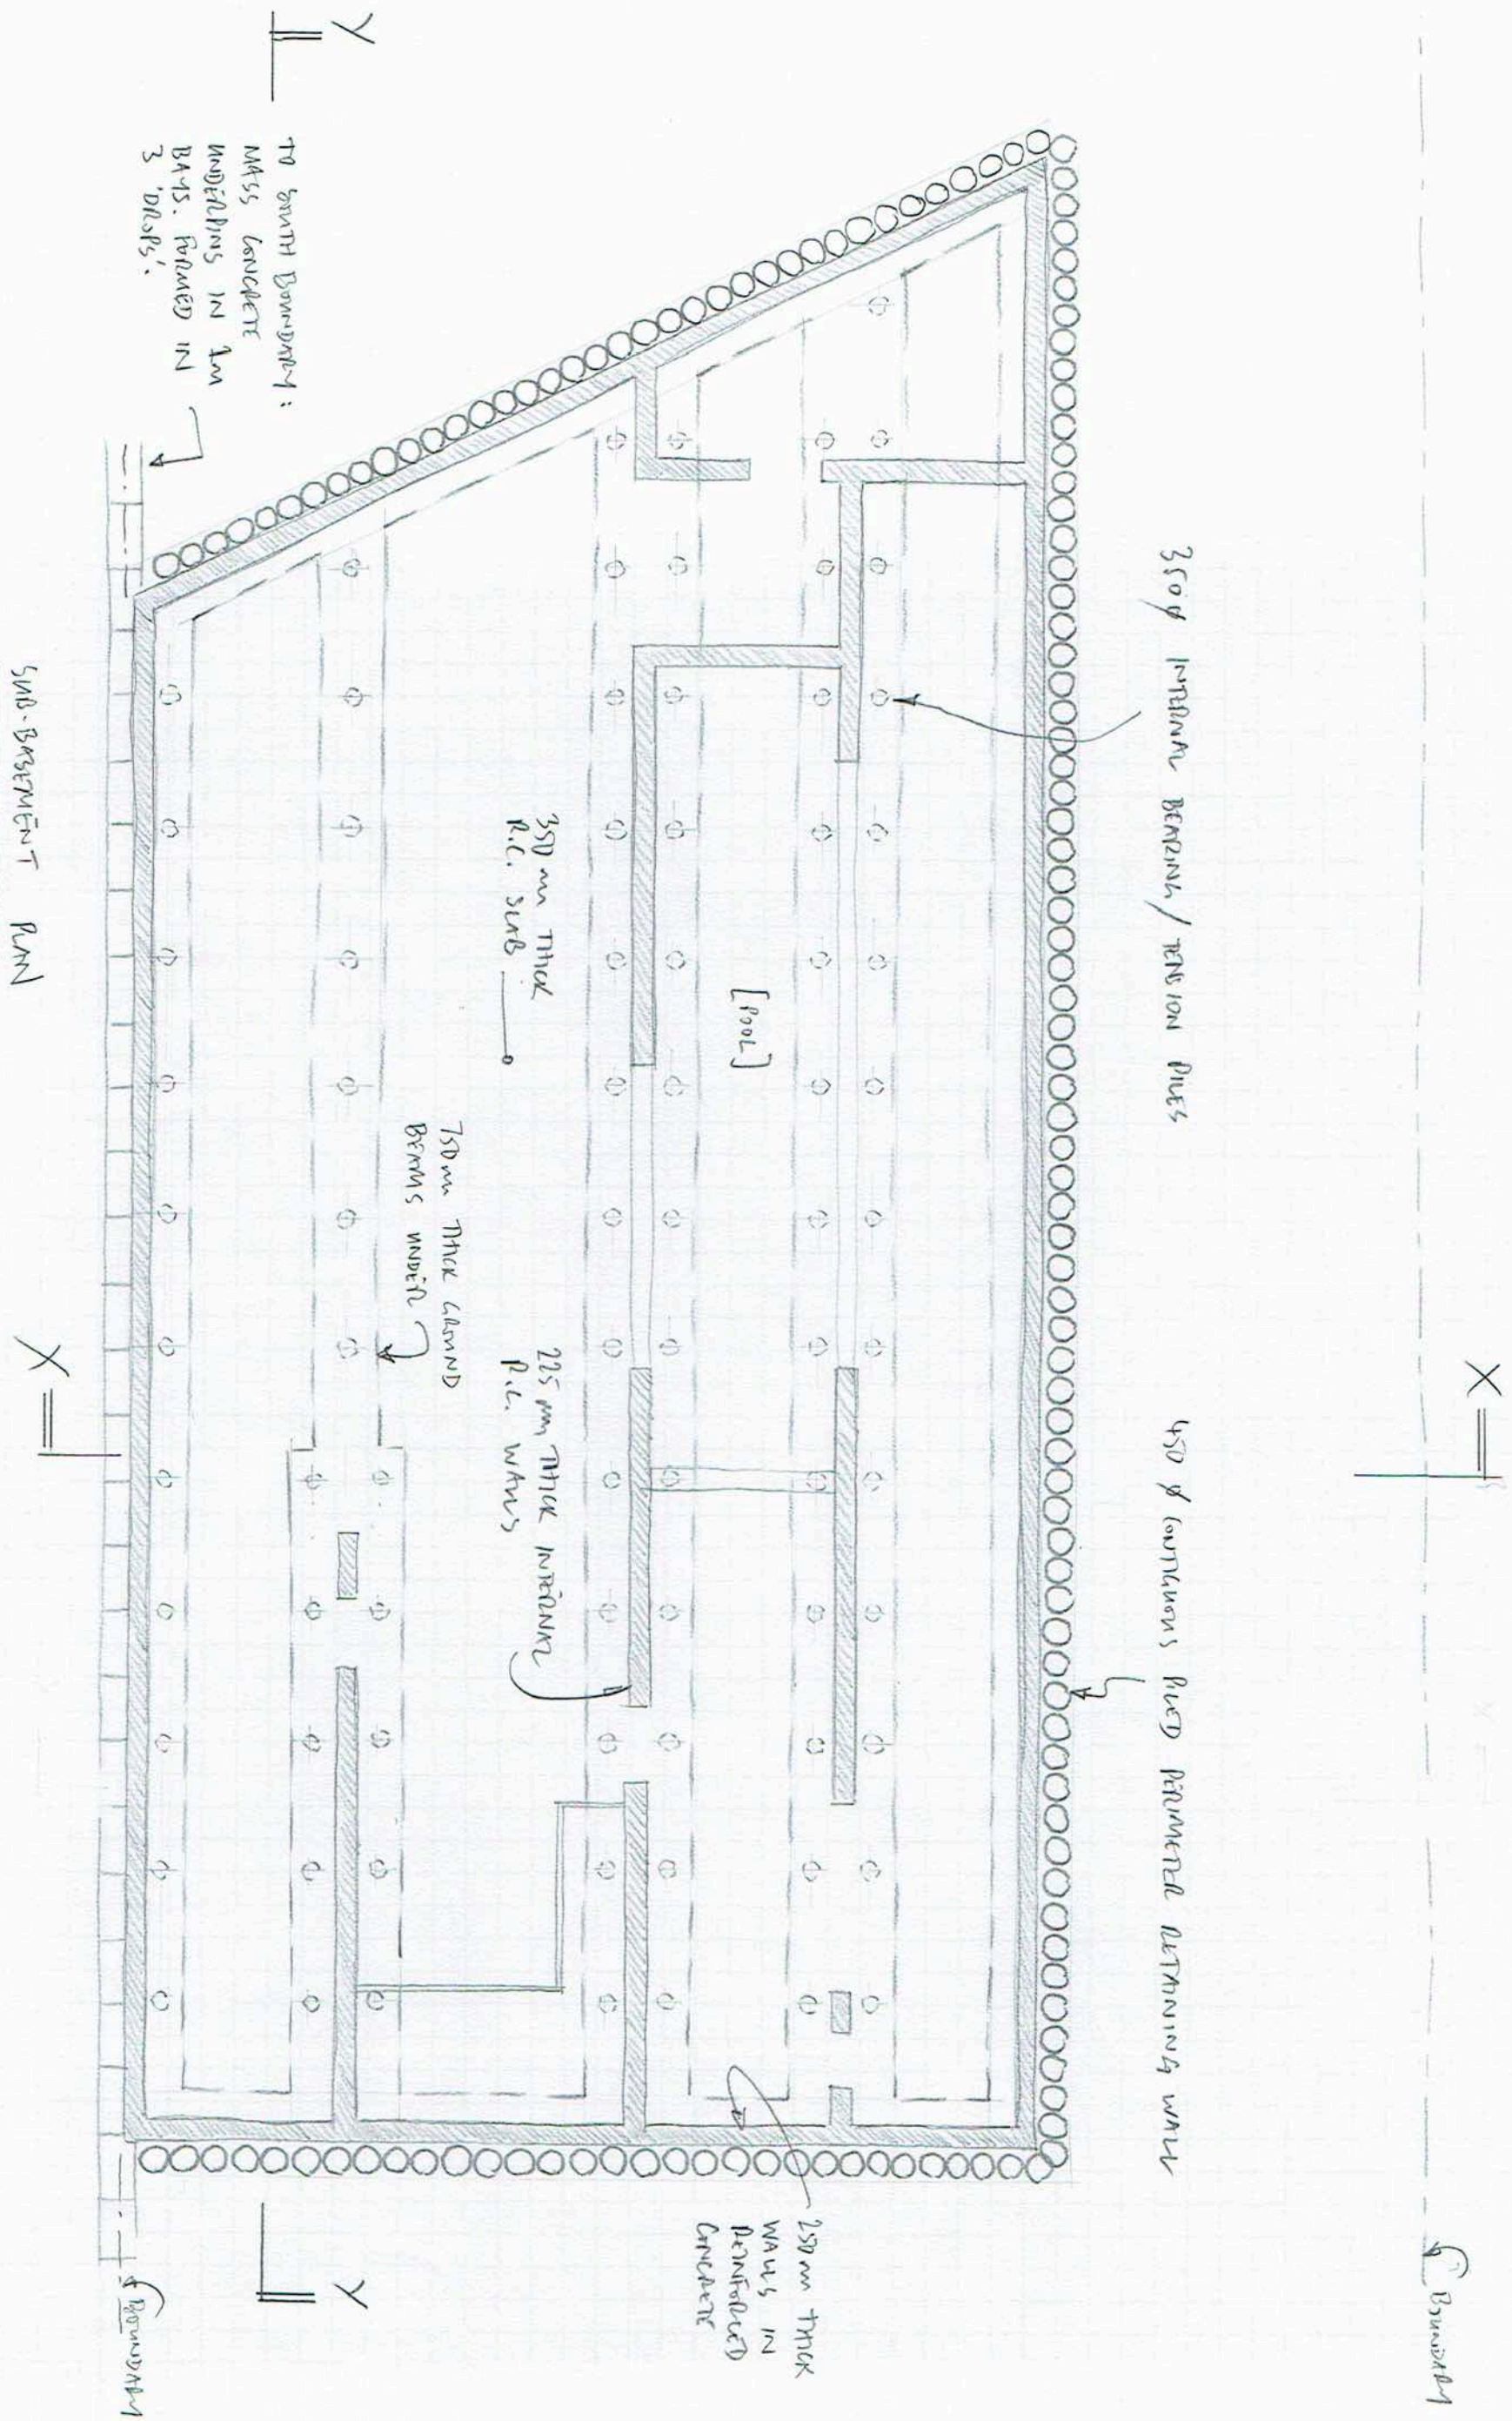 X
BOUNDARY
350 ϕ INTERNAL BEARING / TENSION PILES
450 ϕ CONTIGUOUS PILED PERIMETER RETAINING WALL
250mm THICK
WALLS IN
REINFORCED
CONCRETE
[POOL]
350 mm THICK
R.C. SLAB
225 mm THICK INTERNAL
R.C. WALLS
750mm THICK GROUND
BEAMS UNDER
Y
Y
TO SOUTH BOUNDARY:
MASS CONCRETE
UNDERPINS IN 1m
BAYS. FORMED IN
3 'DROPS'.
BOUNDARY
X
SUB-BASEMENT PLAN